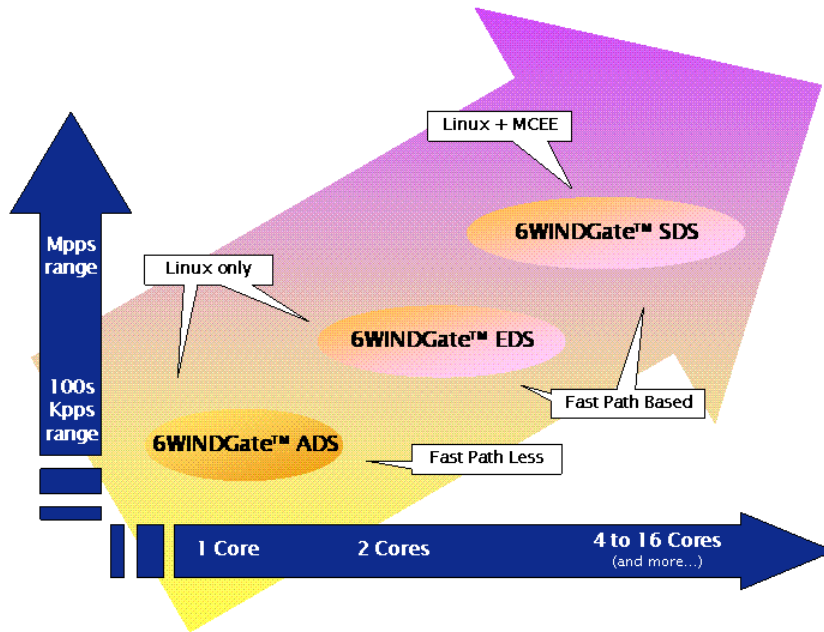 Linux + MCEE
6WINDGate™ SDS
Mpps
range
Linux only
6WINDGate™ EDS
100s
Kpps
range
Fast Path Based
6WINDGate™ ADS
Fast Path Less
1 Core
2 Cores
4 to 16 Cores
(and more...)